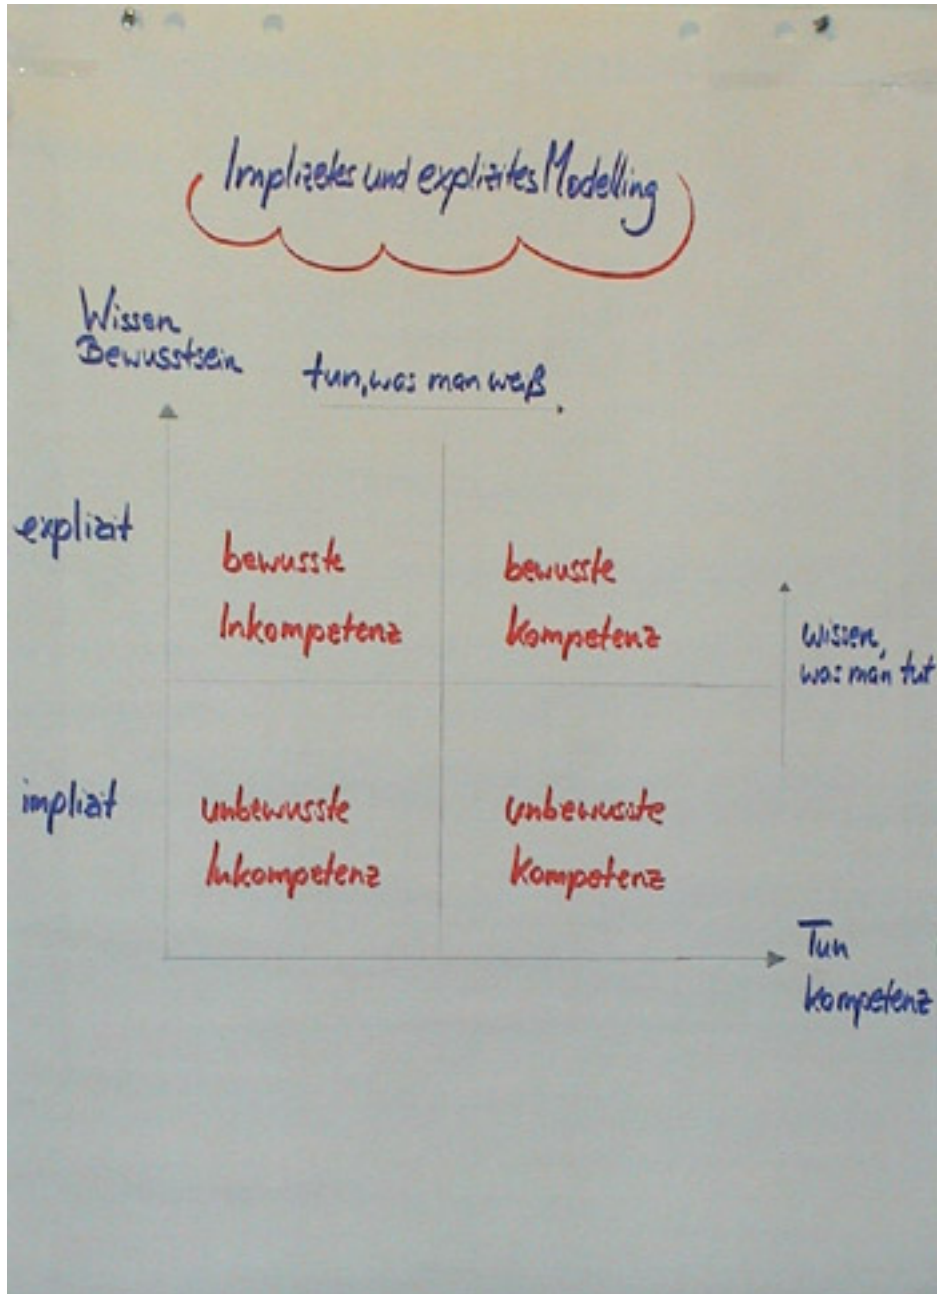 Implizetes und explizites Modelling
Wissen
Bewusstsein
tun, was man weiß
explizit
bewusste
Inkompetenz
bewusste
Kompetenz
wissen,
was man tut
implizit
unbewusste
Inkompetenz
unbewusste
Kompetenz
Tun
Kompetenz